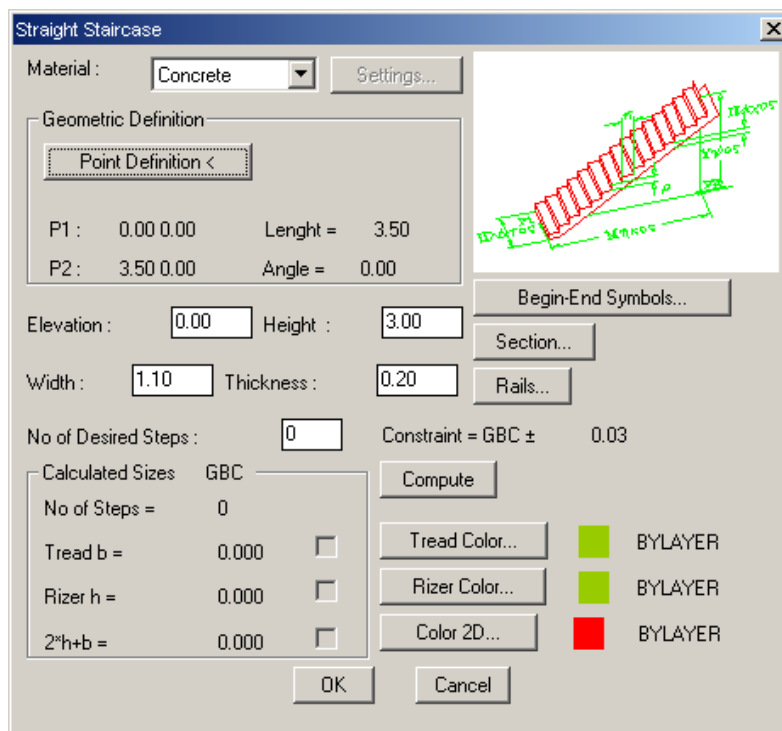 Straight Staircase
Material :
Concrete
Settings...
Geometric Definition
Point Definition <
P1 : 0.00 0.00 Lenght = 3.50
P2 : 3.50 0.00 Angle = 0.00
Begin-End Symbols...
Elevation : 0.00 Height : 3.00
Section...
Width : 1.10 Thickness : 0.20
Rails...
No of Desired Steps : 0 Constraint = GBC ± 0.03
Calculated Sizes GBC
Compute
No of Steps = 0
Tread b = 0.000
Tread Color... BYLAYER
Rizer h = 0.000
Rizer Color... BYLAYER
2*h+b = 0.000
Color 2D... BYLAYER
OK Cancel